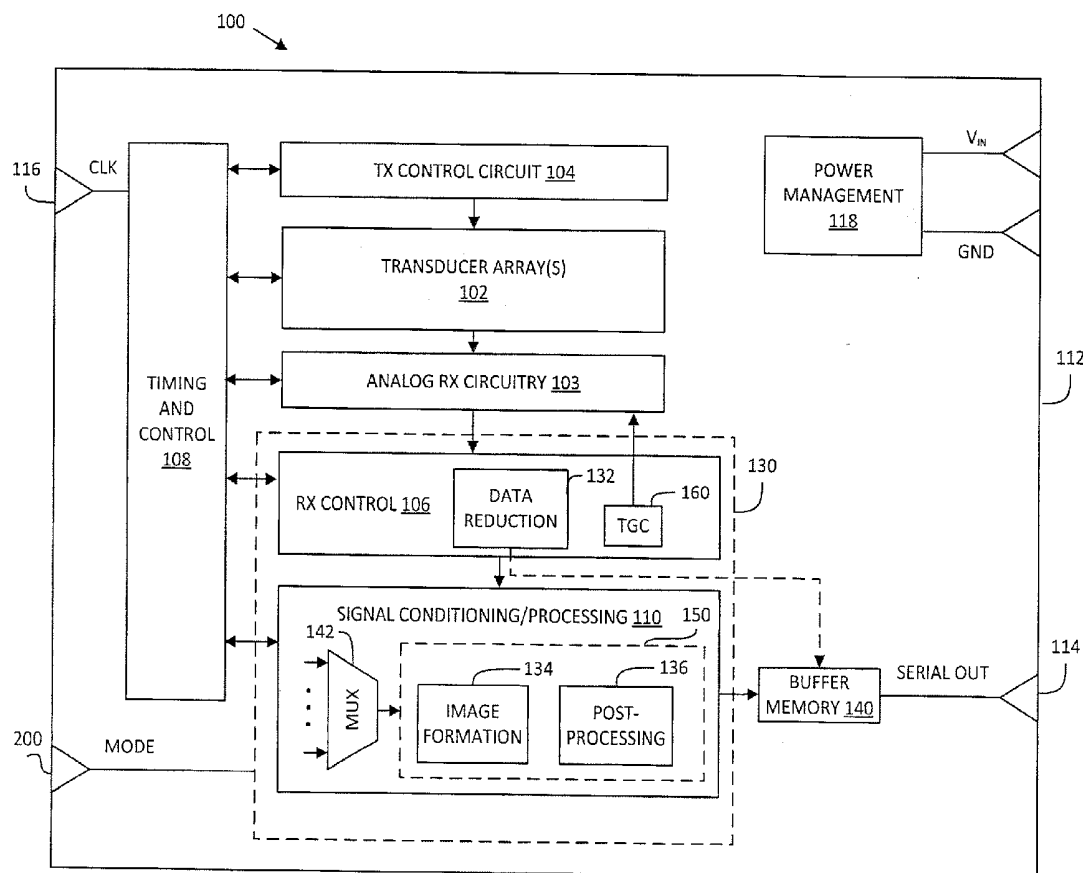 100
116
CLK
TX CONTROL CIRCUIT 104
V_IN
POWER
MANAGEMENT
118
GND
TRANSDUCER ARRAY(S)
102
ANALOG RX CIRCUITRY 103
112
TIMING
AND
CONTROL
108
130
RX CONTROL 106
DATA
REDUCTION
132
160
TGC
SIGNAL CONDITIONING/PROCESSING 110
150
142
MUX
134
IMAGE
FORMATION
136
POST-
PROCESSING
114
SERIAL OUT
BUFFER
MEMORY 140
MODE
200